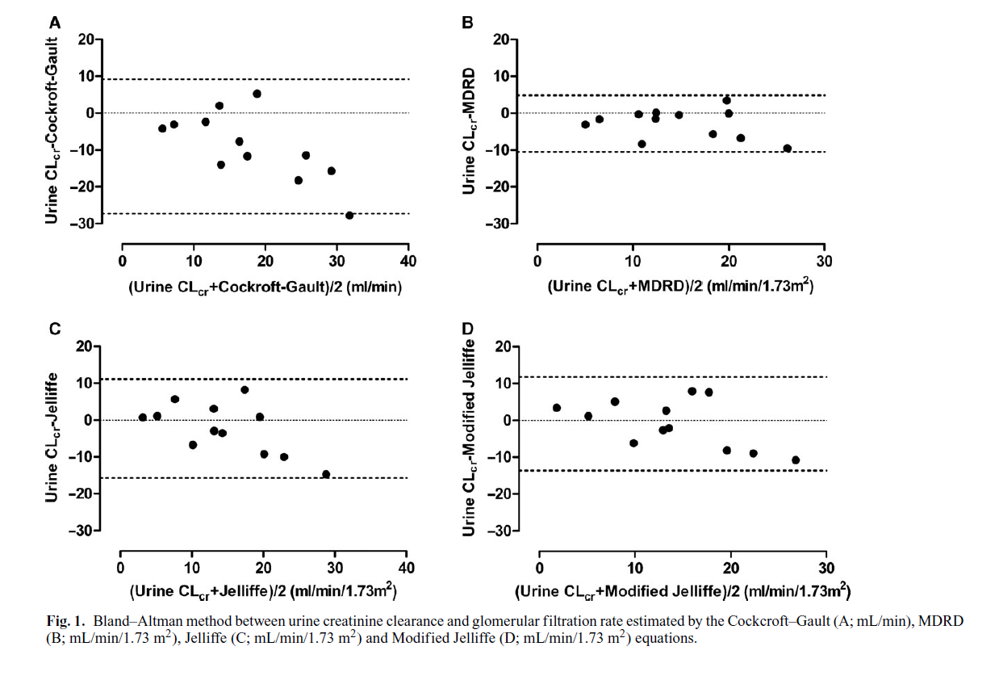 A
Urine CLcr-Cockroft-Gault
20
10
0
−10
−20
−30
0 10 20 30 40
(Urine CLcr+Cockroft-Gault)/2 (ml/min)
B
Urine CLcr-MDRD
20
10
0
−10
−20
−30
0 10 20 30
(Urine CLcr+MDRD)/2 (ml/min/1.73m²)
C
Urine CLcr-Jelliffe
20
10
0
−10
−20
−30
0 10 20 30 40
(Urine CLcr+Jelliffe)/2 (ml/min/1.73m²)
D
Urine CLcr-Modified Jelliffe
20
10
0
−10
−20
−30
0 10 20 30
(Urine CLcr+Modified Jelliffe)/2 (ml/min/1.73m²)
Fig. 1. Bland–Altman method between urine creatinine clearance and glomerular filtration rate estimated by the Cockcroft–Gault (A; mL/min), MDRD
(B; mL/min/1.73 m²), Jelliffe (C; mL/min/1.73 m²) and Modified Jelliffe (D; mL/min/1.73 m²) equations.